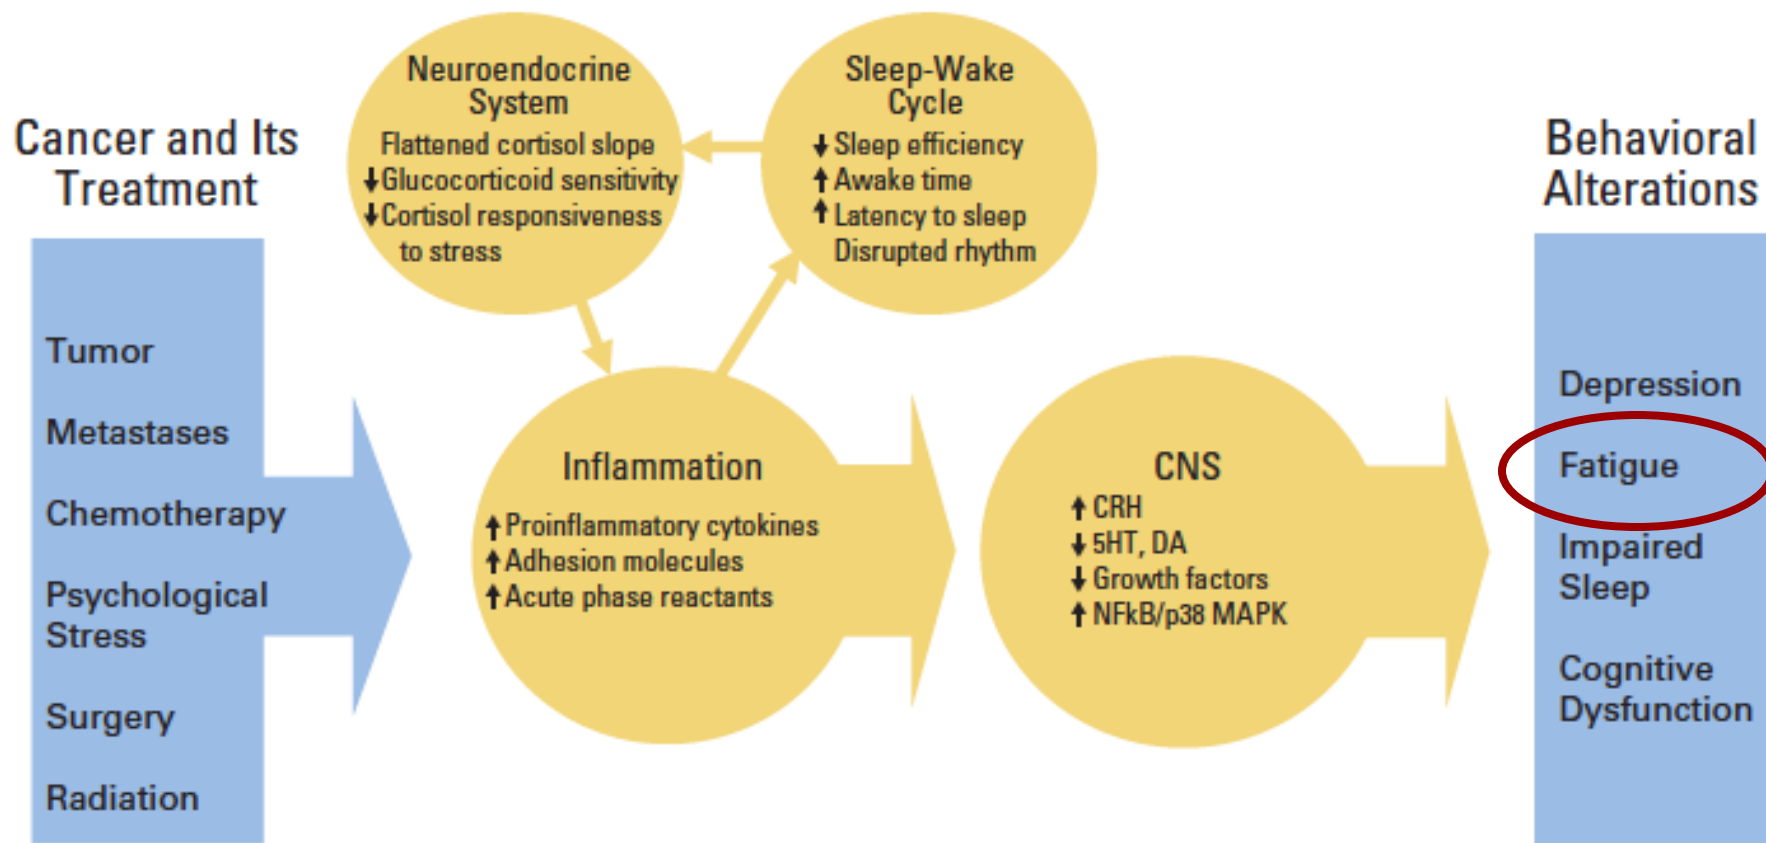 Cancer and Its
Treatment
Tumor
Metastases
Chemotherapy
Psychological
Stress
Surgery
Radiation
Neuroendocrine
System
Flattened cortisol slope
↓Glucocorticoid sensitivity
↓Cortisol responsiveness
to stress
Sleep-Wake
Cycle
↓Sleep efficiency
↑Awake time
↑Latency to sleep
Disrupted rhythm
Inflammation
↑Proinflammatory cytokines
↑Adhesion molecules
↑Acute phase reactants
CNS
↑CRH
↓5HT, DA
↓Growth factors
↑NFkB/p38 MAPK
Behavioral
Alterations
Depression
Fatigue
Impaired
Sleep
Cognitive
Dysfunction